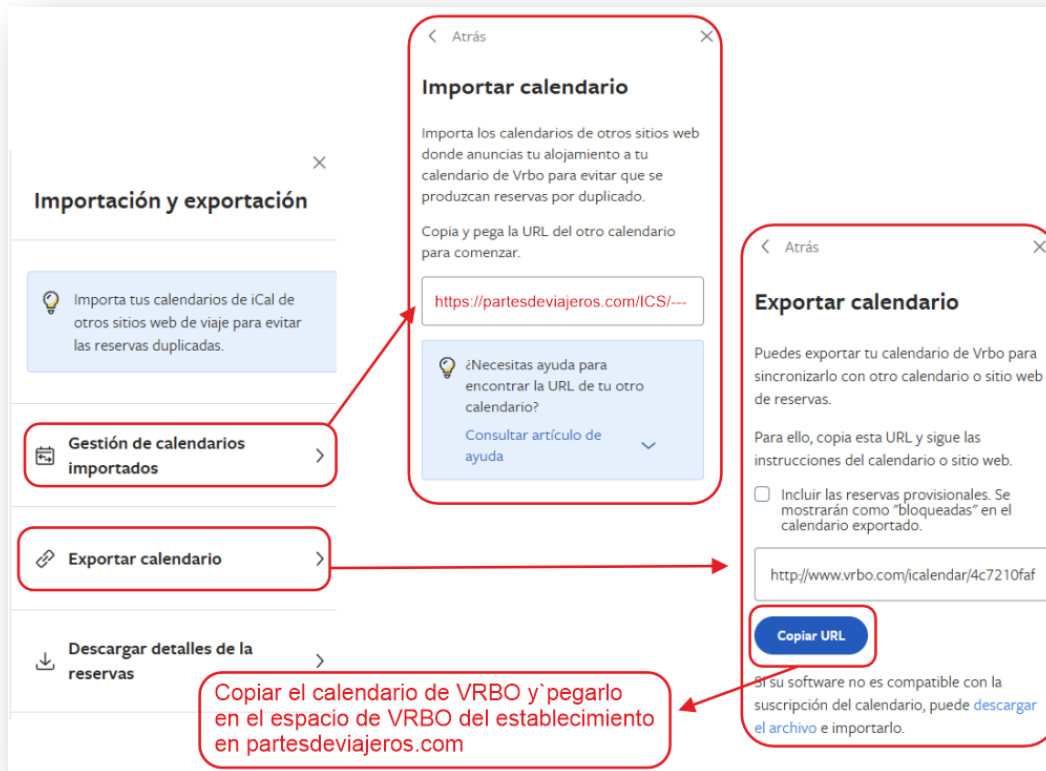 Importación y exportación
Importa tus calendarios de iCal de
otros sitios web de viaje para evitar
las reservas duplicadas.
Gestión de calendarios
importados
Exportar calendario
Descargar detalles de la
reservas
Atrás
Importar calendario
Importa los calendarios de otros sitios web
donde anuncias tu alojamiento a tu
calendario de Vrbo para evitar que se
produzcan reservas por duplicado.
Copia y pega la URL del otro calendario
para comenzar.
https://partesdeviajeros.com/ICS/---
¿Necesitas ayuda para
encontrar la URL de tu otro
calendario?
Consultar artículo de
ayuda
Atrás
Exportar calendario
Puedes exportar tu calendario de Vrbo para
sincronizarlo con otro calendario o sitio web
de reservas.
Para ello, copia esta URL y sigue las
instrucciones del calendario o sitio web.
Incluir las reservas provisionales. Se
mostrarán como "bloqueadas" en el
calendario exportado.
http://www.vrbo.com/icalendar/4c7210faf
Copiar URL
Si su software no es compatible con la
suscripción del calendario, puede descargar
el archivo e importarlo.
Copiar el calendario de VRBO y`pegarlo
en el espacio de VRBO del establecimiento
en partesdeviajeros.com